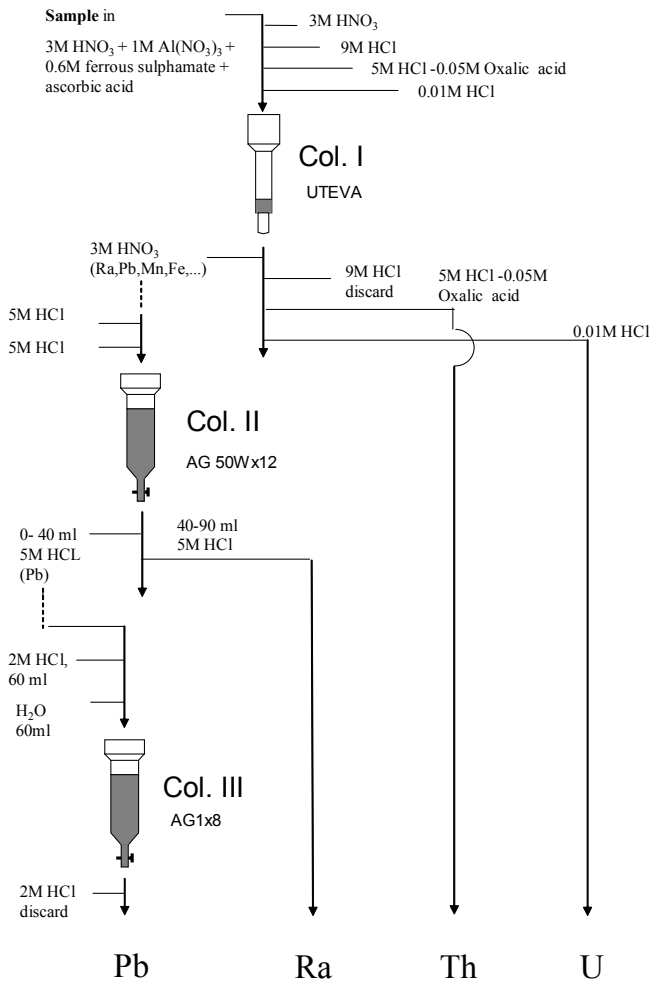 Sample in
3M HNO₃
3M HNO₃ + 1M Al(NO₃)₃ +
0.6M ferrous sulphamate +
ascorbic acid
9M HCl
5M HCl -0.05M Oxalic acid
0.01M HCl
Col. I
UTEVA
3M HNO₃
(Ra,Pb,Mn,Fe,...)
9M HCl
discard
5M HCl -0.05M
Oxalic acid
0.01M HCl
5M HCl
5M HCl
Col. II
AG 50Wx12
0- 40 ml
5M HCL
(Pb)
40-90 ml
5M HCl
2M HCl,
60 ml
H₂O
60ml
Col. III
AG1x8
2M HCl
discard
Pb Ra Th U